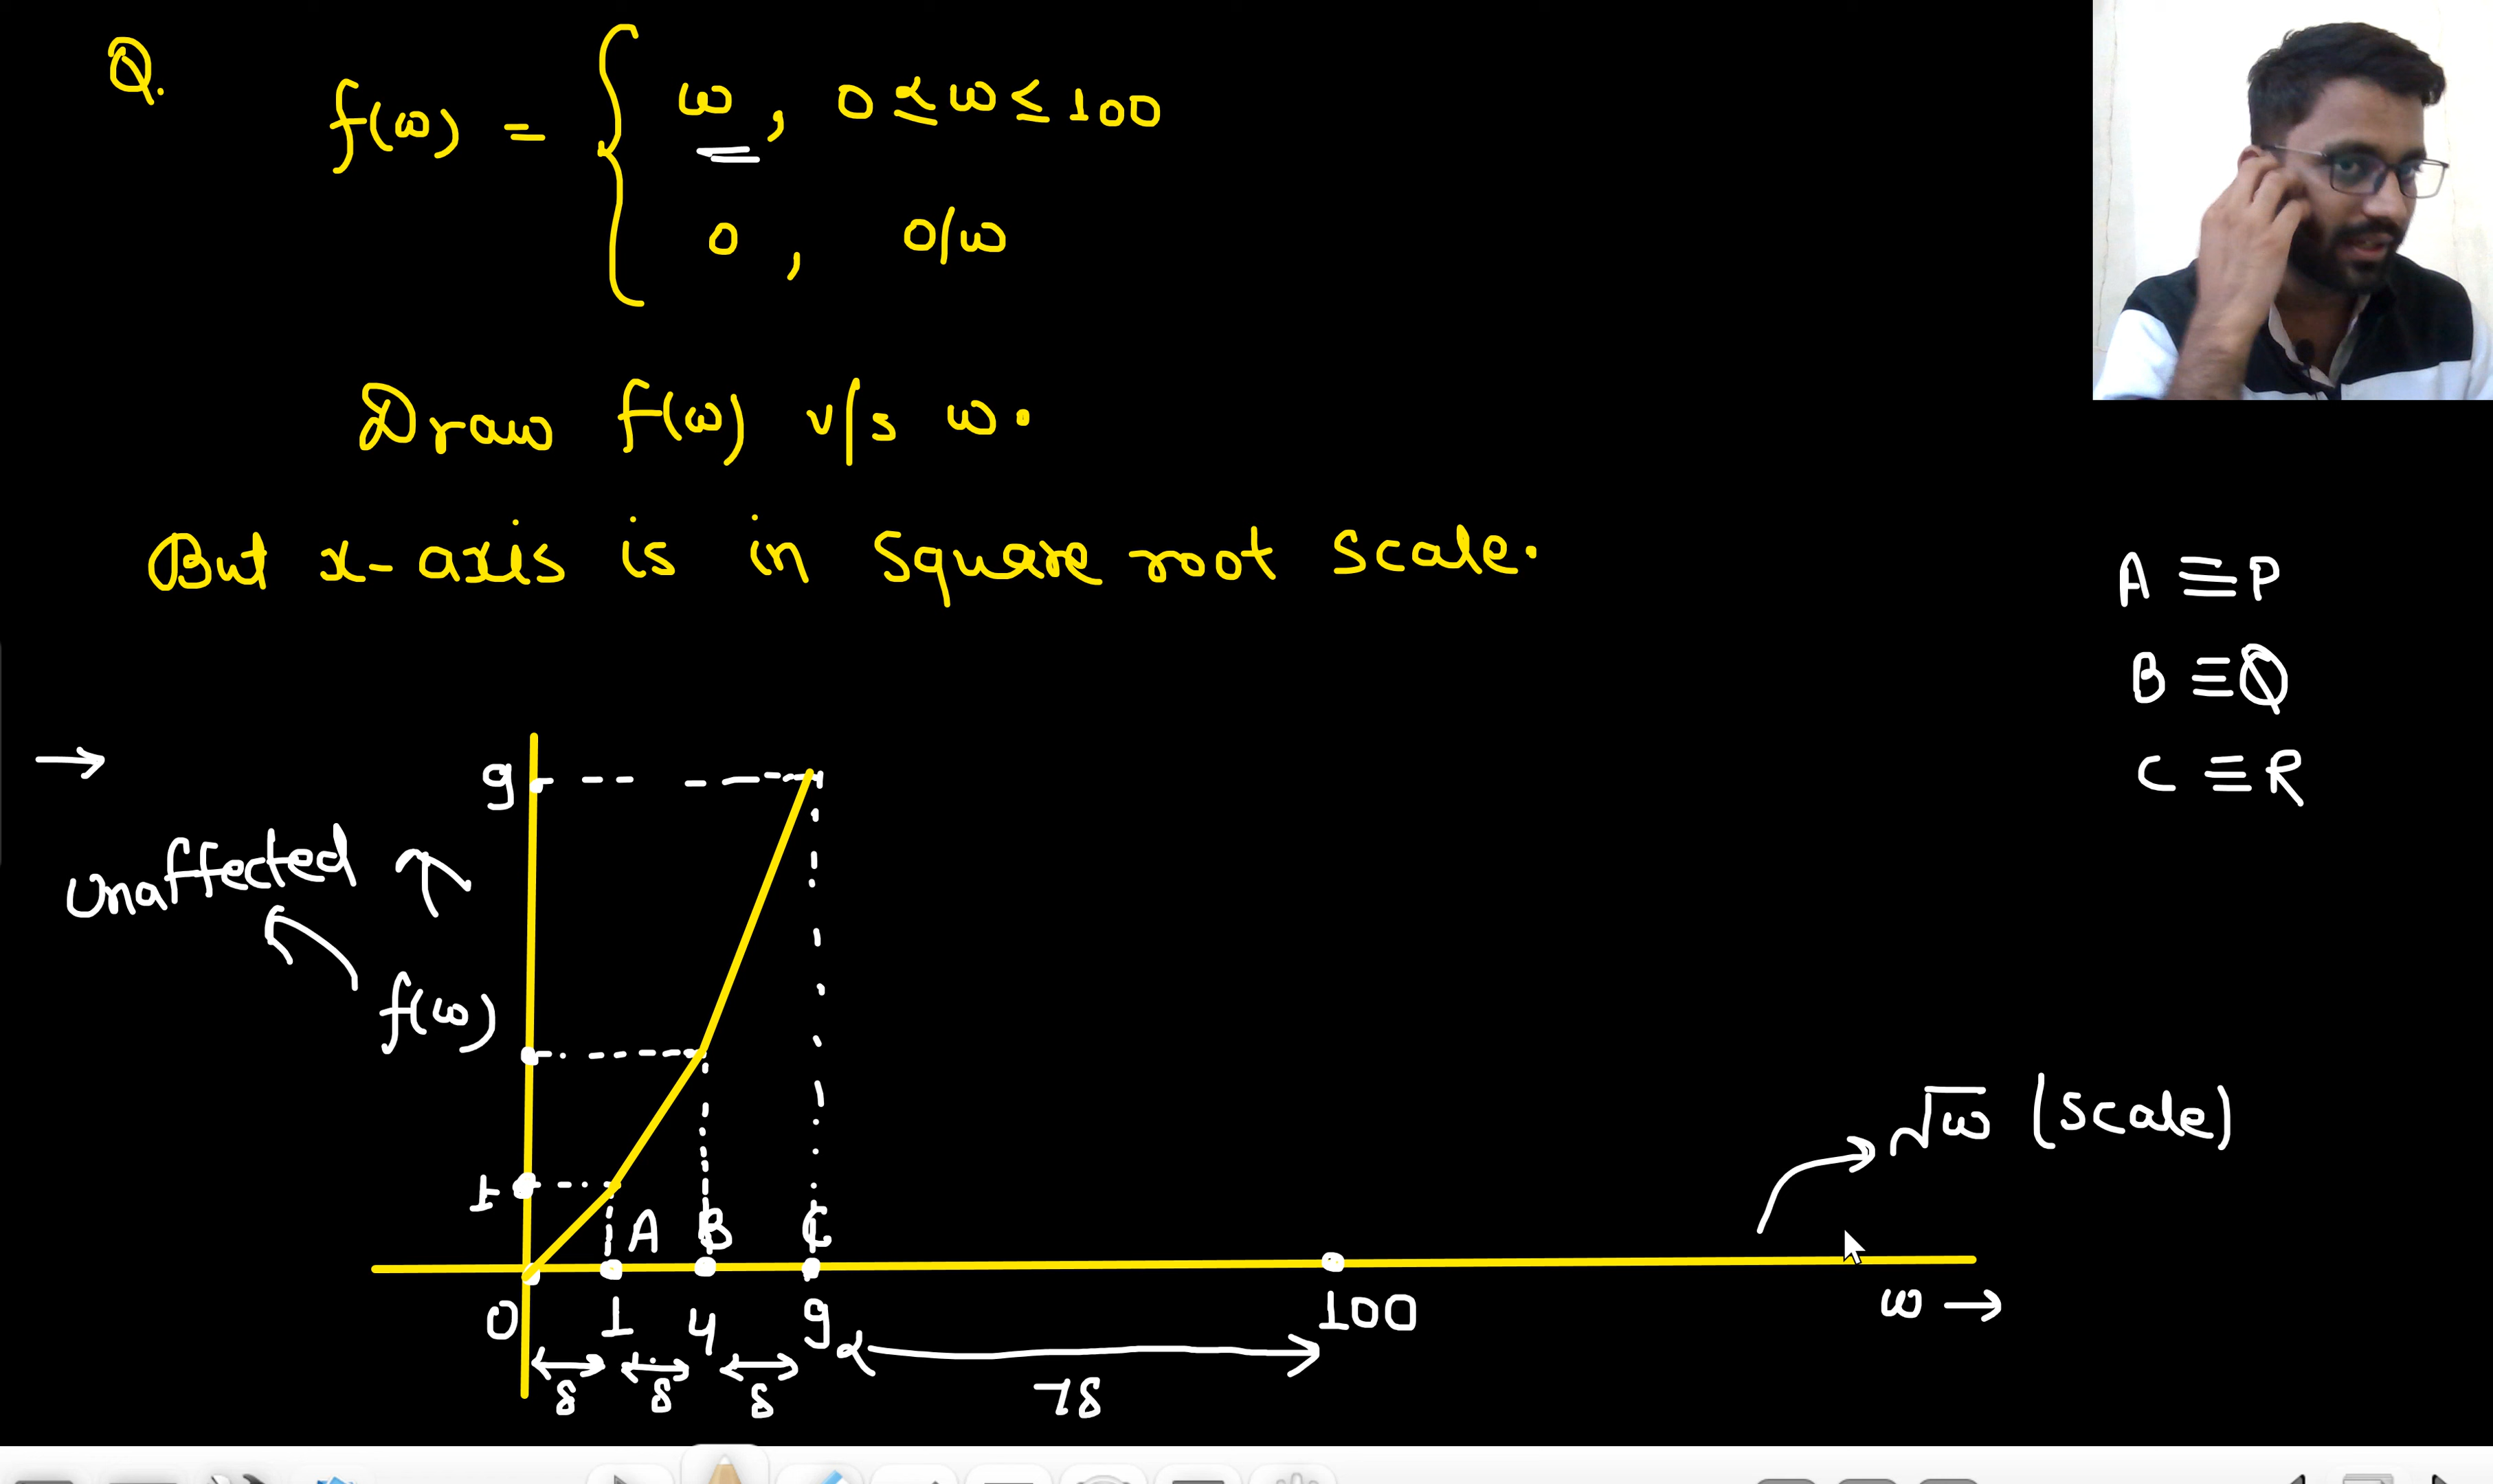 Q.
f(ω) = { ω , 0 ≤ ω ≤ 100
0 , 0/ω
Draw f(ω) v/s ω.
But x-axis is in square root scale.
A ≡ P
B ≡ Q
C ≡ R
→
9
Unaffected
f(ω)
√ω (scale)
1
A B C
0 1 4 9 100 ω →
δ δ δ 7δ